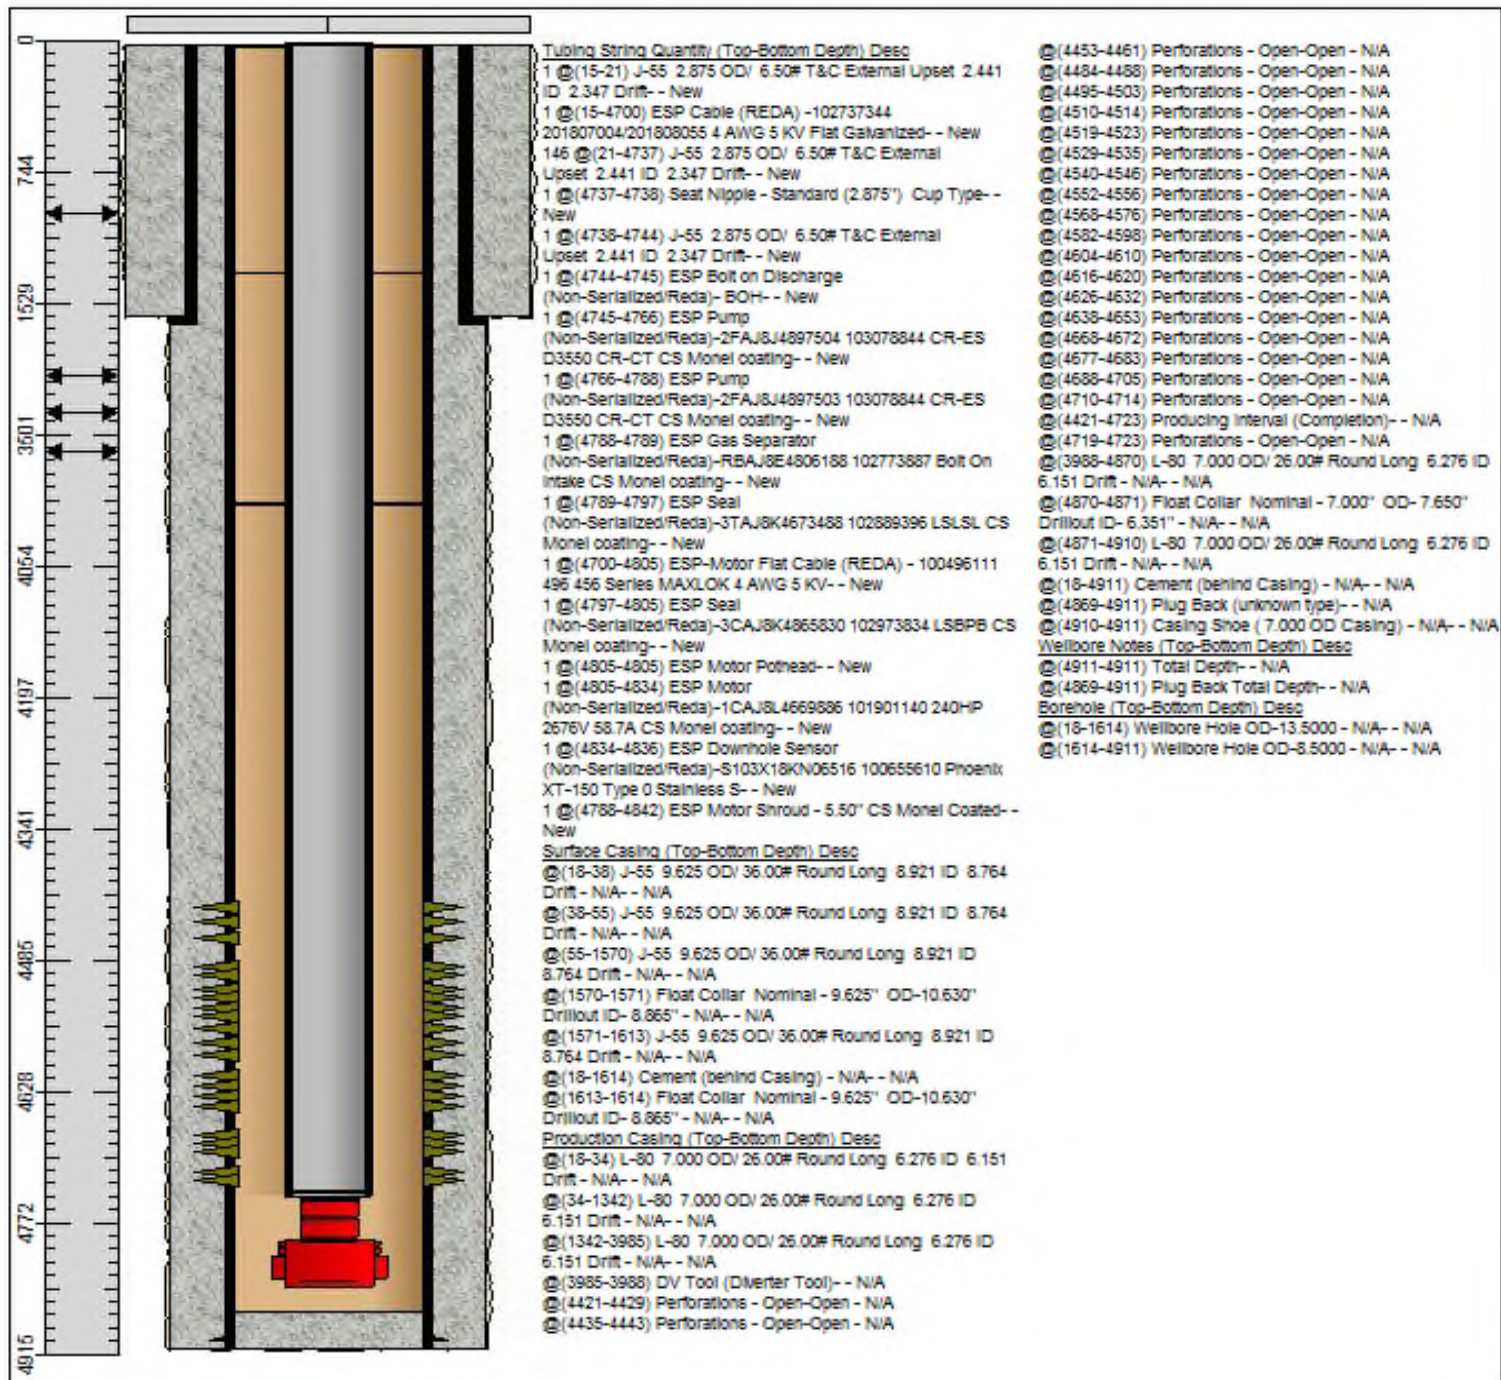 0
744
1529
3501
4054
4197
4341
4485
4628
4772
4915
Tubing String Quantity (Top-Bottom Depth) Desc
1 @(15-21) J-55 2.875 OD/ 6.50# T&C External Upset 2.441
ID 2.347 Drift- - New
1 @(15-4700) ESP Cable (REDA) -102737344
201807004/201808055 4 AWG 5 KV Flat Galvanized- - New
146 @(21-4737) J-55 2.875 OD/ 6.50# T&C External
Upset 2.441 ID 2.347 Drift- - New
1 @(4737-4738) Seat Nipple - Standard (2.875") Cup Type- -
New
1 @(4738-4744) J-55 2.875 OD/ 6.50# T&C External
Upset 2.441 ID 2.347 Drift- - New
1 @(4744-4745) ESP Bolt on Discharge
(Non-Serialized/Reda)- BOH- - New
1 @(4745-4766) ESP Pump
(Non-Serialized/Reda)-2FAJ8J4897504 103078844 CR-ES
D3550 CR-CT CS Monel coating- - New
1 @(4766-4788) ESP Pump
(Non-Serialized/Reda)-2FAJ8J4897503 103078844 CR-ES
D3550 CR-CT CS Monel coating- - New
1 @(4788-4789) ESP Gas Separator
(Non-Serialized/Reda)-RBAJ8E4806188 102773887 Bolt On
Intake CS Monel coating- - New
1 @(4789-4797) ESP Seal
(Non-Serialized/Reda)-3TAJ8K4673488 102889396 LSLSL CS
Monel coating- - New
1 @(4700-4805) ESP-Motor Flat Cable (REDA) - 100496111
496 456 Series MAXLOK 4 AWG 5 KV- - New
1 @(4797-4805) ESP Seal
(Non-Serialized/Reda)-3CAJ8K4865830 102973834 LSBPB CS
Monel coating- - New
1 @(4805-4805) ESP Motor Pothead- - New
1 @(4805-4834) ESP Motor
(Non-Serialized/Reda)-1CAJ8L4669886 101901140 240HP
2676V 58.7A CS Monel coating- - New
1 @(4834-4836) ESP Downhole Sensor
(Non-Serialized/Reda)-S103X18KN06516 100655610 Phoenix
XT-150 Type 0 Stainless S- - New
1 @(4788-4842) ESP Motor Shroud - 5.50" CS Monel Coated- -
New
Surface Casing (Top-Bottom Depth) Desc
@(18-38) J-55 9.625 OD/ 36.00# Round Long 8.921 ID 8.764
Drift - N/A- - N/A
@(38-55) J-55 9.625 OD/ 36.00# Round Long 8.921 ID 8.764
Drift - N/A- - N/A
@(55-1570) J-55 9.625 OD/ 36.00# Round Long 8.921 ID
8.764 Drift - N/A- - N/A
@(1570-1571) Float Collar Nominal - 9.625" OD-10.630"
Drillout ID- 8.865" - N/A- - N/A
@(1571-1613) J-55 9.625 OD/ 36.00# Round Long 8.921 ID
8.764 Drift - N/A- - N/A
@(18-1614) Cement (behind Casing) - N/A- - N/A
@(1613-1614) Float Collar Nominal - 9.625" OD-10.630"
Drillout ID- 8.865" - N/A- - N/A
Production Casing (Top-Bottom Depth) Desc
@(18-34) L-80 7.000 OD/ 26.00# Round Long 6.276 ID 6.151
Drift - N/A- - N/A
@(34-1342) L-80 7.000 OD/ 26.00# Round Long 6.276 ID
6.151 Drift - N/A- - N/A
@(1342-3985) L-80 7.000 OD/ 26.00# Round Long 6.276 ID
6.151 Drift - N/A- - N/A
@(3985-3988) DV Tool (Diverter Tool)- - N/A
@(4421-4429) Perforations - Open-Open - N/A
@(4435-4443) Perforations - Open-Open - N/A
@(4453-4461) Perforations - Open-Open - N/A
@(4484-4488) Perforations - Open-Open - N/A
@(4495-4503) Perforations - Open-Open - N/A
@(4510-4514) Perforations - Open-Open - N/A
@(4519-4523) Perforations - Open-Open - N/A
@(4529-4535) Perforations - Open-Open - N/A
@(4540-4546) Perforations - Open-Open - N/A
@(4552-4556) Perforations - Open-Open - N/A
@(4568-4576) Perforations - Open-Open - N/A
@(4582-4598) Perforations - Open-Open - N/A
@(4604-4610) Perforations - Open-Open - N/A
@(4616-4620) Perforations - Open-Open - N/A
@(4626-4632) Perforations - Open-Open - N/A
@(4638-4653) Perforations - Open-Open - N/A
@(4668-4672) Perforations - Open-Open - N/A
@(4677-4683) Perforations - Open-Open - N/A
@(4688-4705) Perforations - Open-Open - N/A
@(4710-4714) Perforations - Open-Open - N/A
@(4421-4723) Producing Interval (Completion)- - N/A
@(4719-4723) Perforations - Open-Open - N/A
@(3988-4870) L-80 7.000 OD/ 26.00# Round Long 6.276 ID
6.151 Drift - N/A- - N/A
@(4870-4871) Float Collar Nominal - 7.000" OD- 7.650"
Drillout ID- 6.351" - N/A- - N/A
@(4871-4910) L-80 7.000 OD/ 26.00# Round Long 6.276 ID
6.151 Drift - N/A- - N/A
@(18-4911) Cement (behind Casing) - N/A- - N/A
@(4869-4911) Plug Back (unknown type)- - N/A
@(4910-4911) Casing Shoe ( 7.000 OD Casing) - N/A- - N/A
Wellbore Notes (Top-Bottom Depth) Desc
@(4911-4911) Total Depth- - N/A
@(4869-4911) Plug Back Total Depth- - N/A
Borehole (Top-Bottom Depth) Desc
@(18-1614) Wellbore Hole OD-13.5000 - N/A- - N/A
@(1614-4911) Wellbore Hole OD-8.5000 - N/A- - N/A